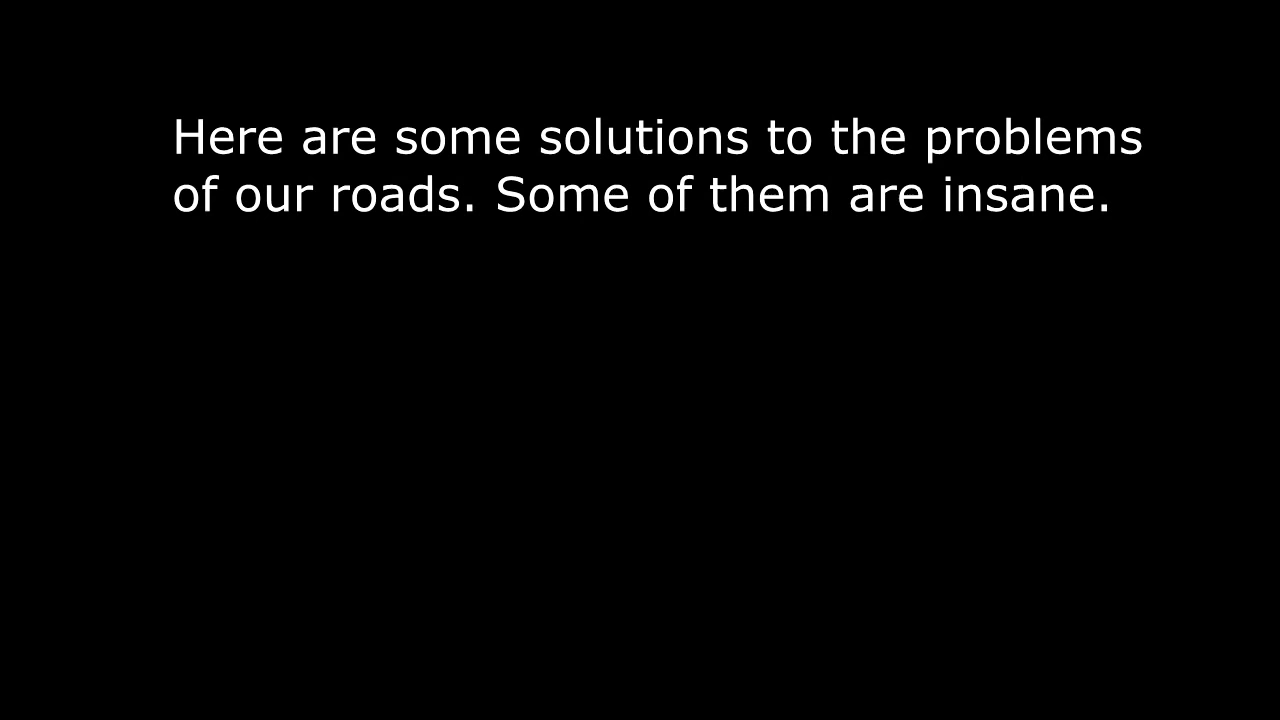 Here are some solutions to the problems
of our roads. Some of them are insane.